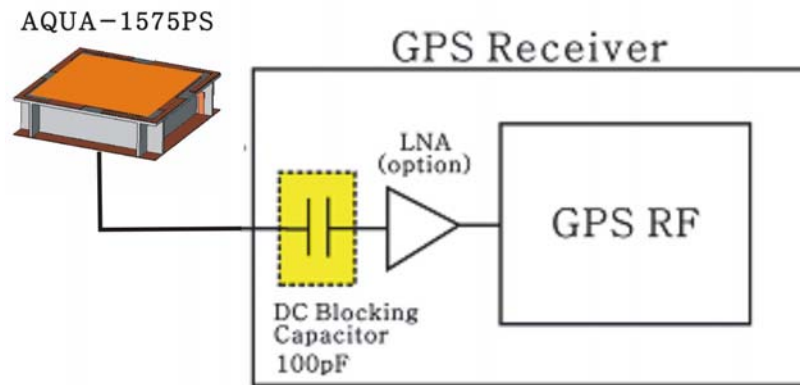 AQUA-1575PS
GPS Receiver
LNA
(option)
GPS RF
DC Blocking
Capacitor
100pF